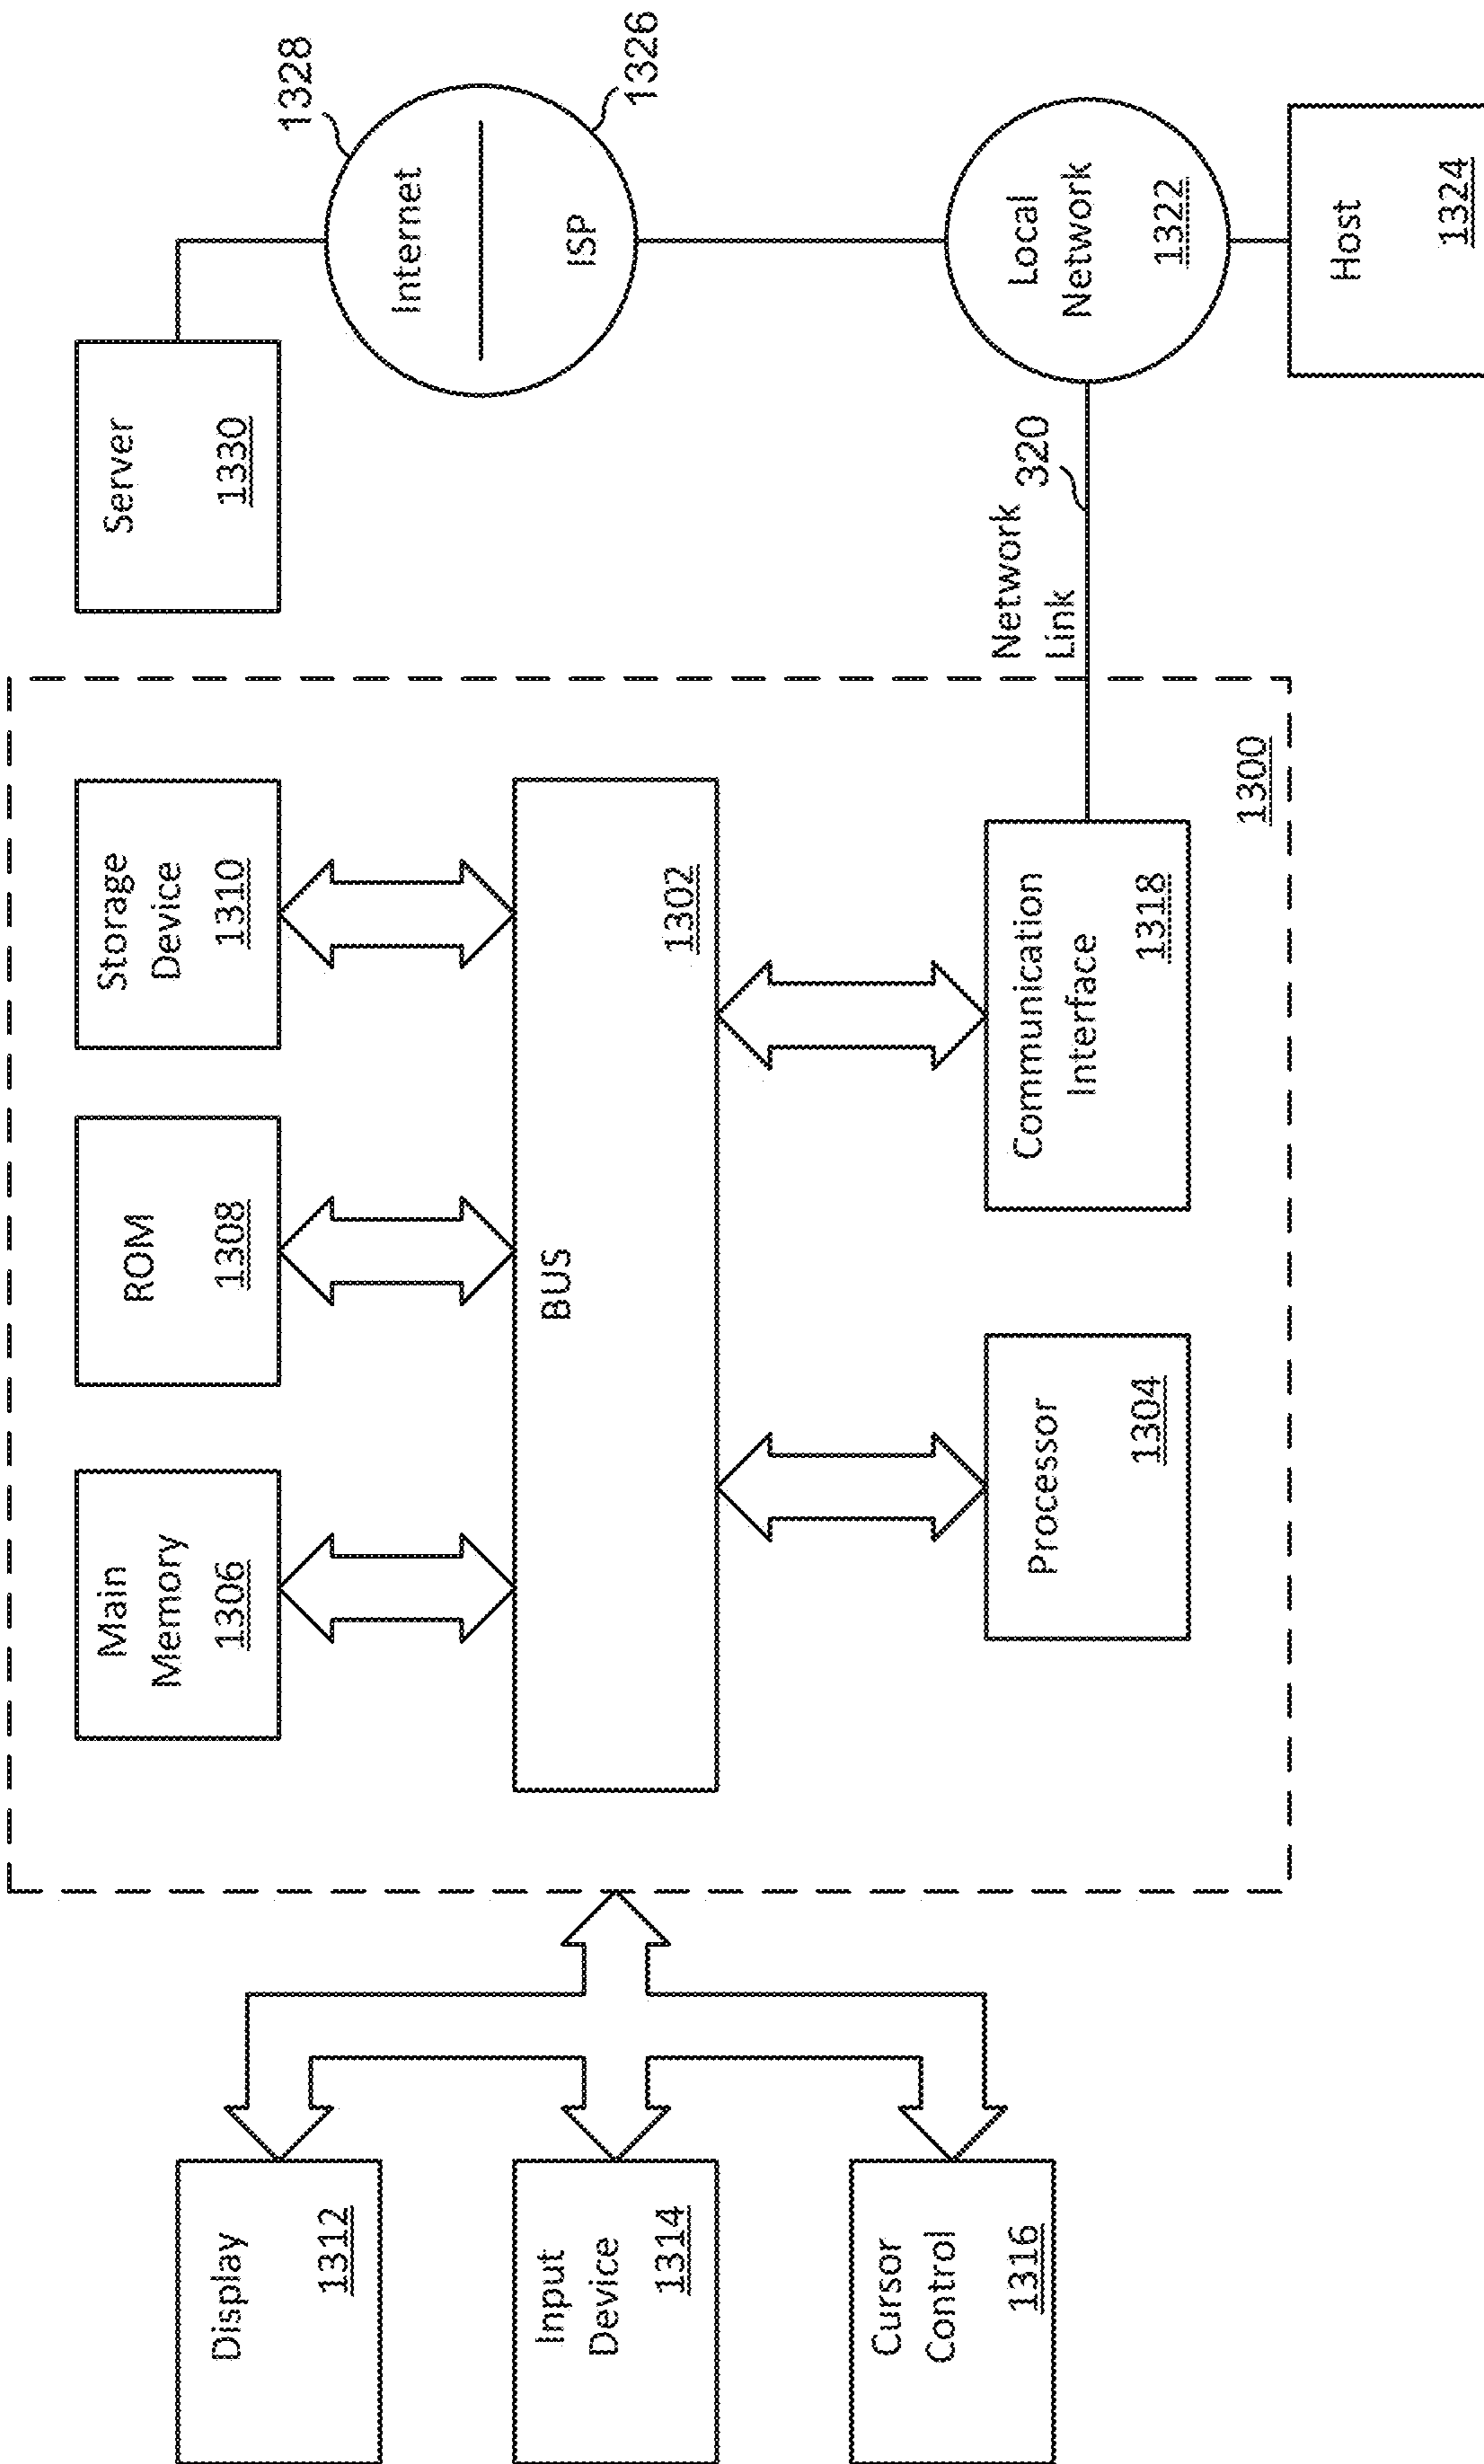 Display
1312
Input
Device
1314
Cursor
Control
1316
Main
Memory
1306
ROM
1308
Storage
Device
1310
BUS
1302
Processor
1304
Communication
Interface
1318
1300
Network
Link
320
Server
1330
Internet
1328
ISP
1326
Local
Network
1322
Host
1324